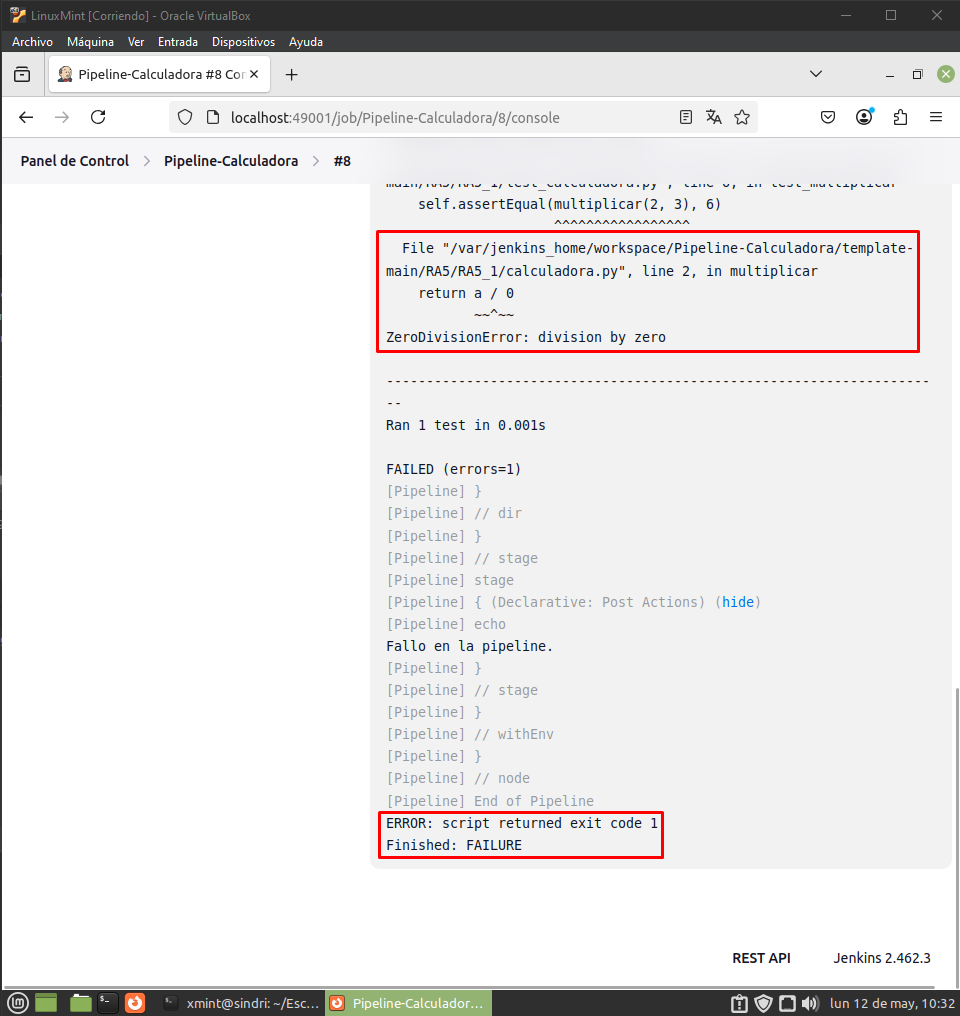 LinuxMint [Corriendo] - Oracle VirtualBox
Archivo Máquina Ver Entrada Dispositivos Ayuda
Pipeline-Calculadora #8 Cor
localhost:49001/job/Pipeline-Calculadora/8/console
Panel de Control > Pipeline-Calculadora > #8
main/RA5/RA5_1/test_calculadora.py", line 6, in test_multiplicar
self.assertEqual(multiplicar(2, 3), 6)
^^^^^^^^^^^^^^^^^
File "/var/jenkins_home/workspace/Pipeline-Calculadora/template-
main/RA5/RA5_1/calculadora.py", line 2, in multiplicar
return a / 0
~~^~~
ZeroDivisionError: division by zero
--------------------------------------------------------------------
--
Ran 1 test in 0.001s
FAILED (errors=1)
[Pipeline] }
[Pipeline] // dir
[Pipeline] }
[Pipeline] // stage
[Pipeline] stage
[Pipeline] { (Declarative: Post Actions) (hide)
[Pipeline] echo
Fallo en la pipeline.
[Pipeline] }
[Pipeline] // stage
[Pipeline] }
[Pipeline] // withEnv
[Pipeline] }
[Pipeline] // node
[Pipeline] End of Pipeline
ERROR: script returned exit code 1
Finished: FAILURE
REST API Jenkins 2.462.3
xmint@sindri: ~/Esc... Pipeline-Calculador... lun 12 de may, 10:32